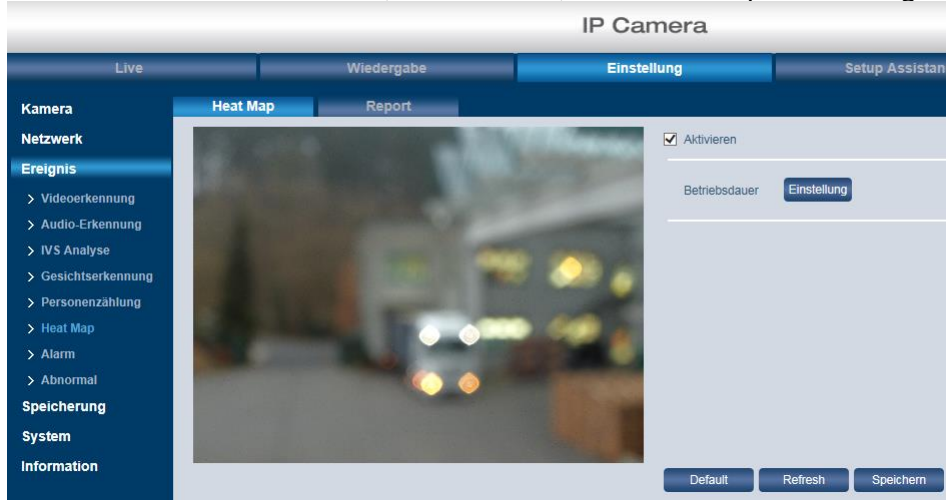 IP Camera
Live
Wiedergabe
Einstellung
Setup Assistan
Kamera
Netzwerk
Ereignis
Videoerkennung
Audio-Erkennung
IVS Analyse
Gesichtserkennung
Personenzählung
Heat Map
Alarm
Abnormal
Speicherung
System
Information
Heat Map
Report
Aktivieren
Betriebsdauer
Einstellung
Default
Refresh
Speichern